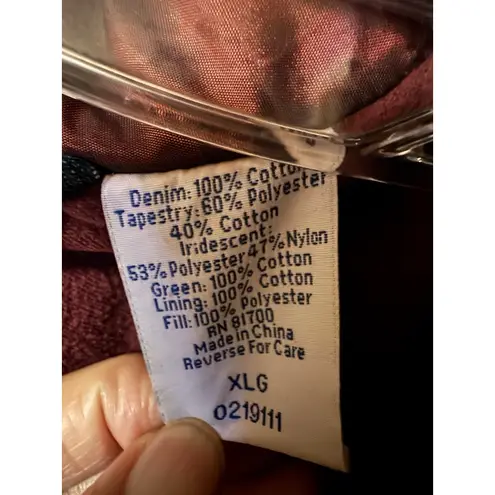 Denim: 100% Cotton
Tapestry: 60% Polyester
40% Cotton
Iridescent:
53% Polyester 47% Nylon
Green: 100% Cotton
Lining: 100% Cotton
Fill: 100% Polyester
RN 81700
Made in China
Reverse For Care
XLG
0219111